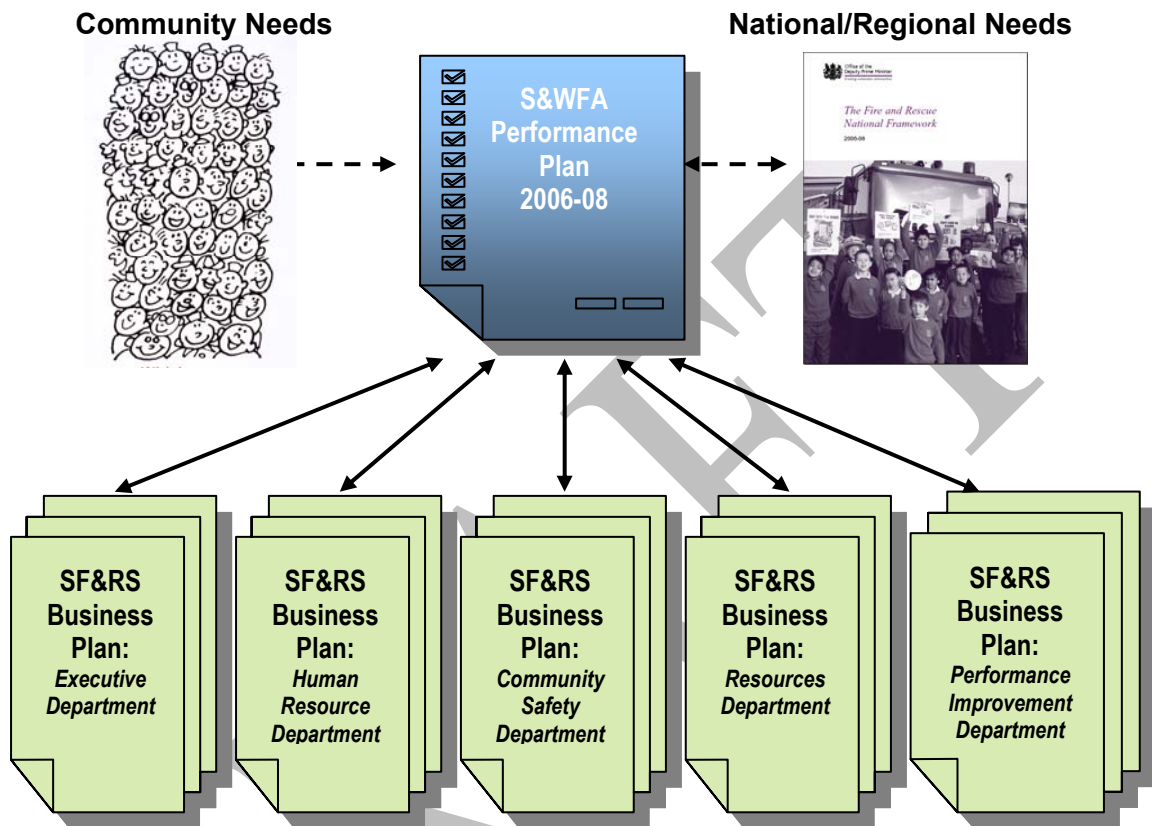 Community Needs
National/Regional Needs
Office of the
Deputy Prime Minister
The Fire and Rescue
National Framework
2006-08
S&WFA
Performance
Plan
2006-08
SF&RS
Business
Plan:
Executive
Department
SF&RS
Business
Plan:
Human
Resource
Department
SF&RS
Business
Plan:
Community
Safety
Department
SF&RS
Business
Plan:
Resources
Department
SF&RS
Business
Plan:
Performance
Improvement
Department